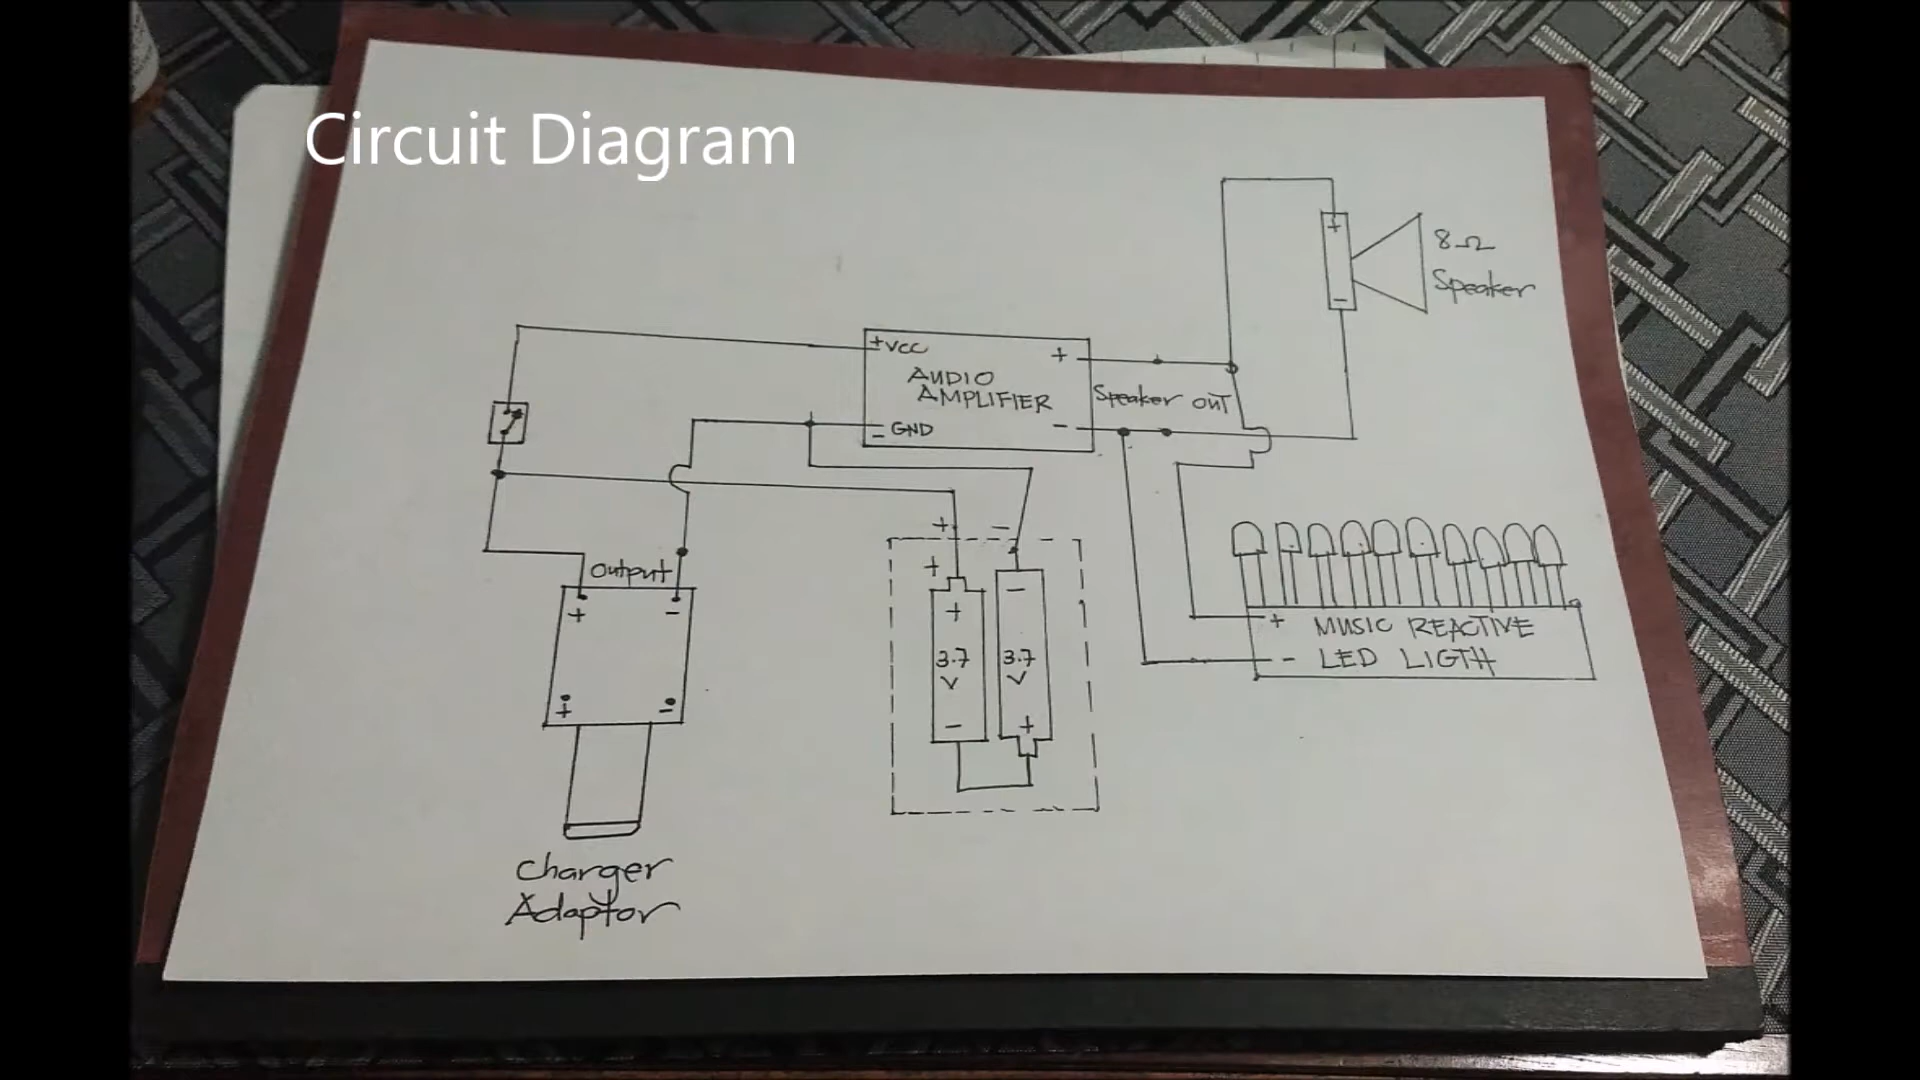 Circuit Diagram
+
8Ω
-
Speaker
+VCC
+
AUDIO
AMPLIFIER
Speaker OUT
- GND
-
+ -
+
Output
+ -
+ -
+ MUSIC REACTIVE
- LED LIGTH
3.7
V
3.7
V
- +
+ -
Charger
Adaptor